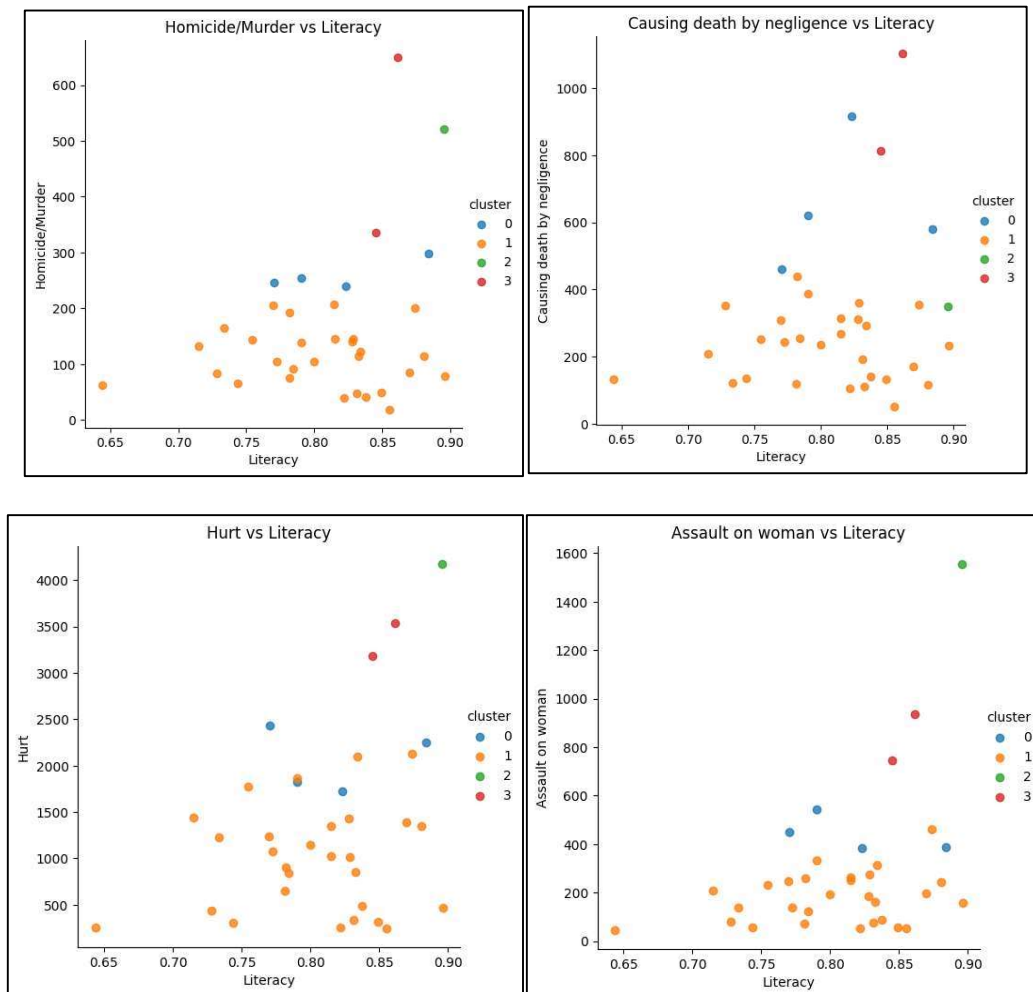 Homicide/Murder vs Literacy
600
500
400
300
200
100
0
Homicide/Murder
0.65 0.70 0.75 0.80 0.85 0.90
Literacy
cluster
0
1
2
3
Causing death by negligence vs Literacy
1000
800
600
400
200
0
Causing death by negligence
0.65 0.70 0.75 0.80 0.85 0.90
Literacy
cluster
0
1
2
3
Hurt vs Literacy
4000
3500
3000
2500
2000
1500
1000
500
Hurt
0.65 0.70 0.75 0.80 0.85 0.90
Literacy
cluster
0
1
2
3
Assault on woman vs Literacy
1600
1400
1200
1000
800
600
400
200
0
Assault on woman
0.65 0.70 0.75 0.80 0.85 0.90
Literacy
cluster
0
1
2
3